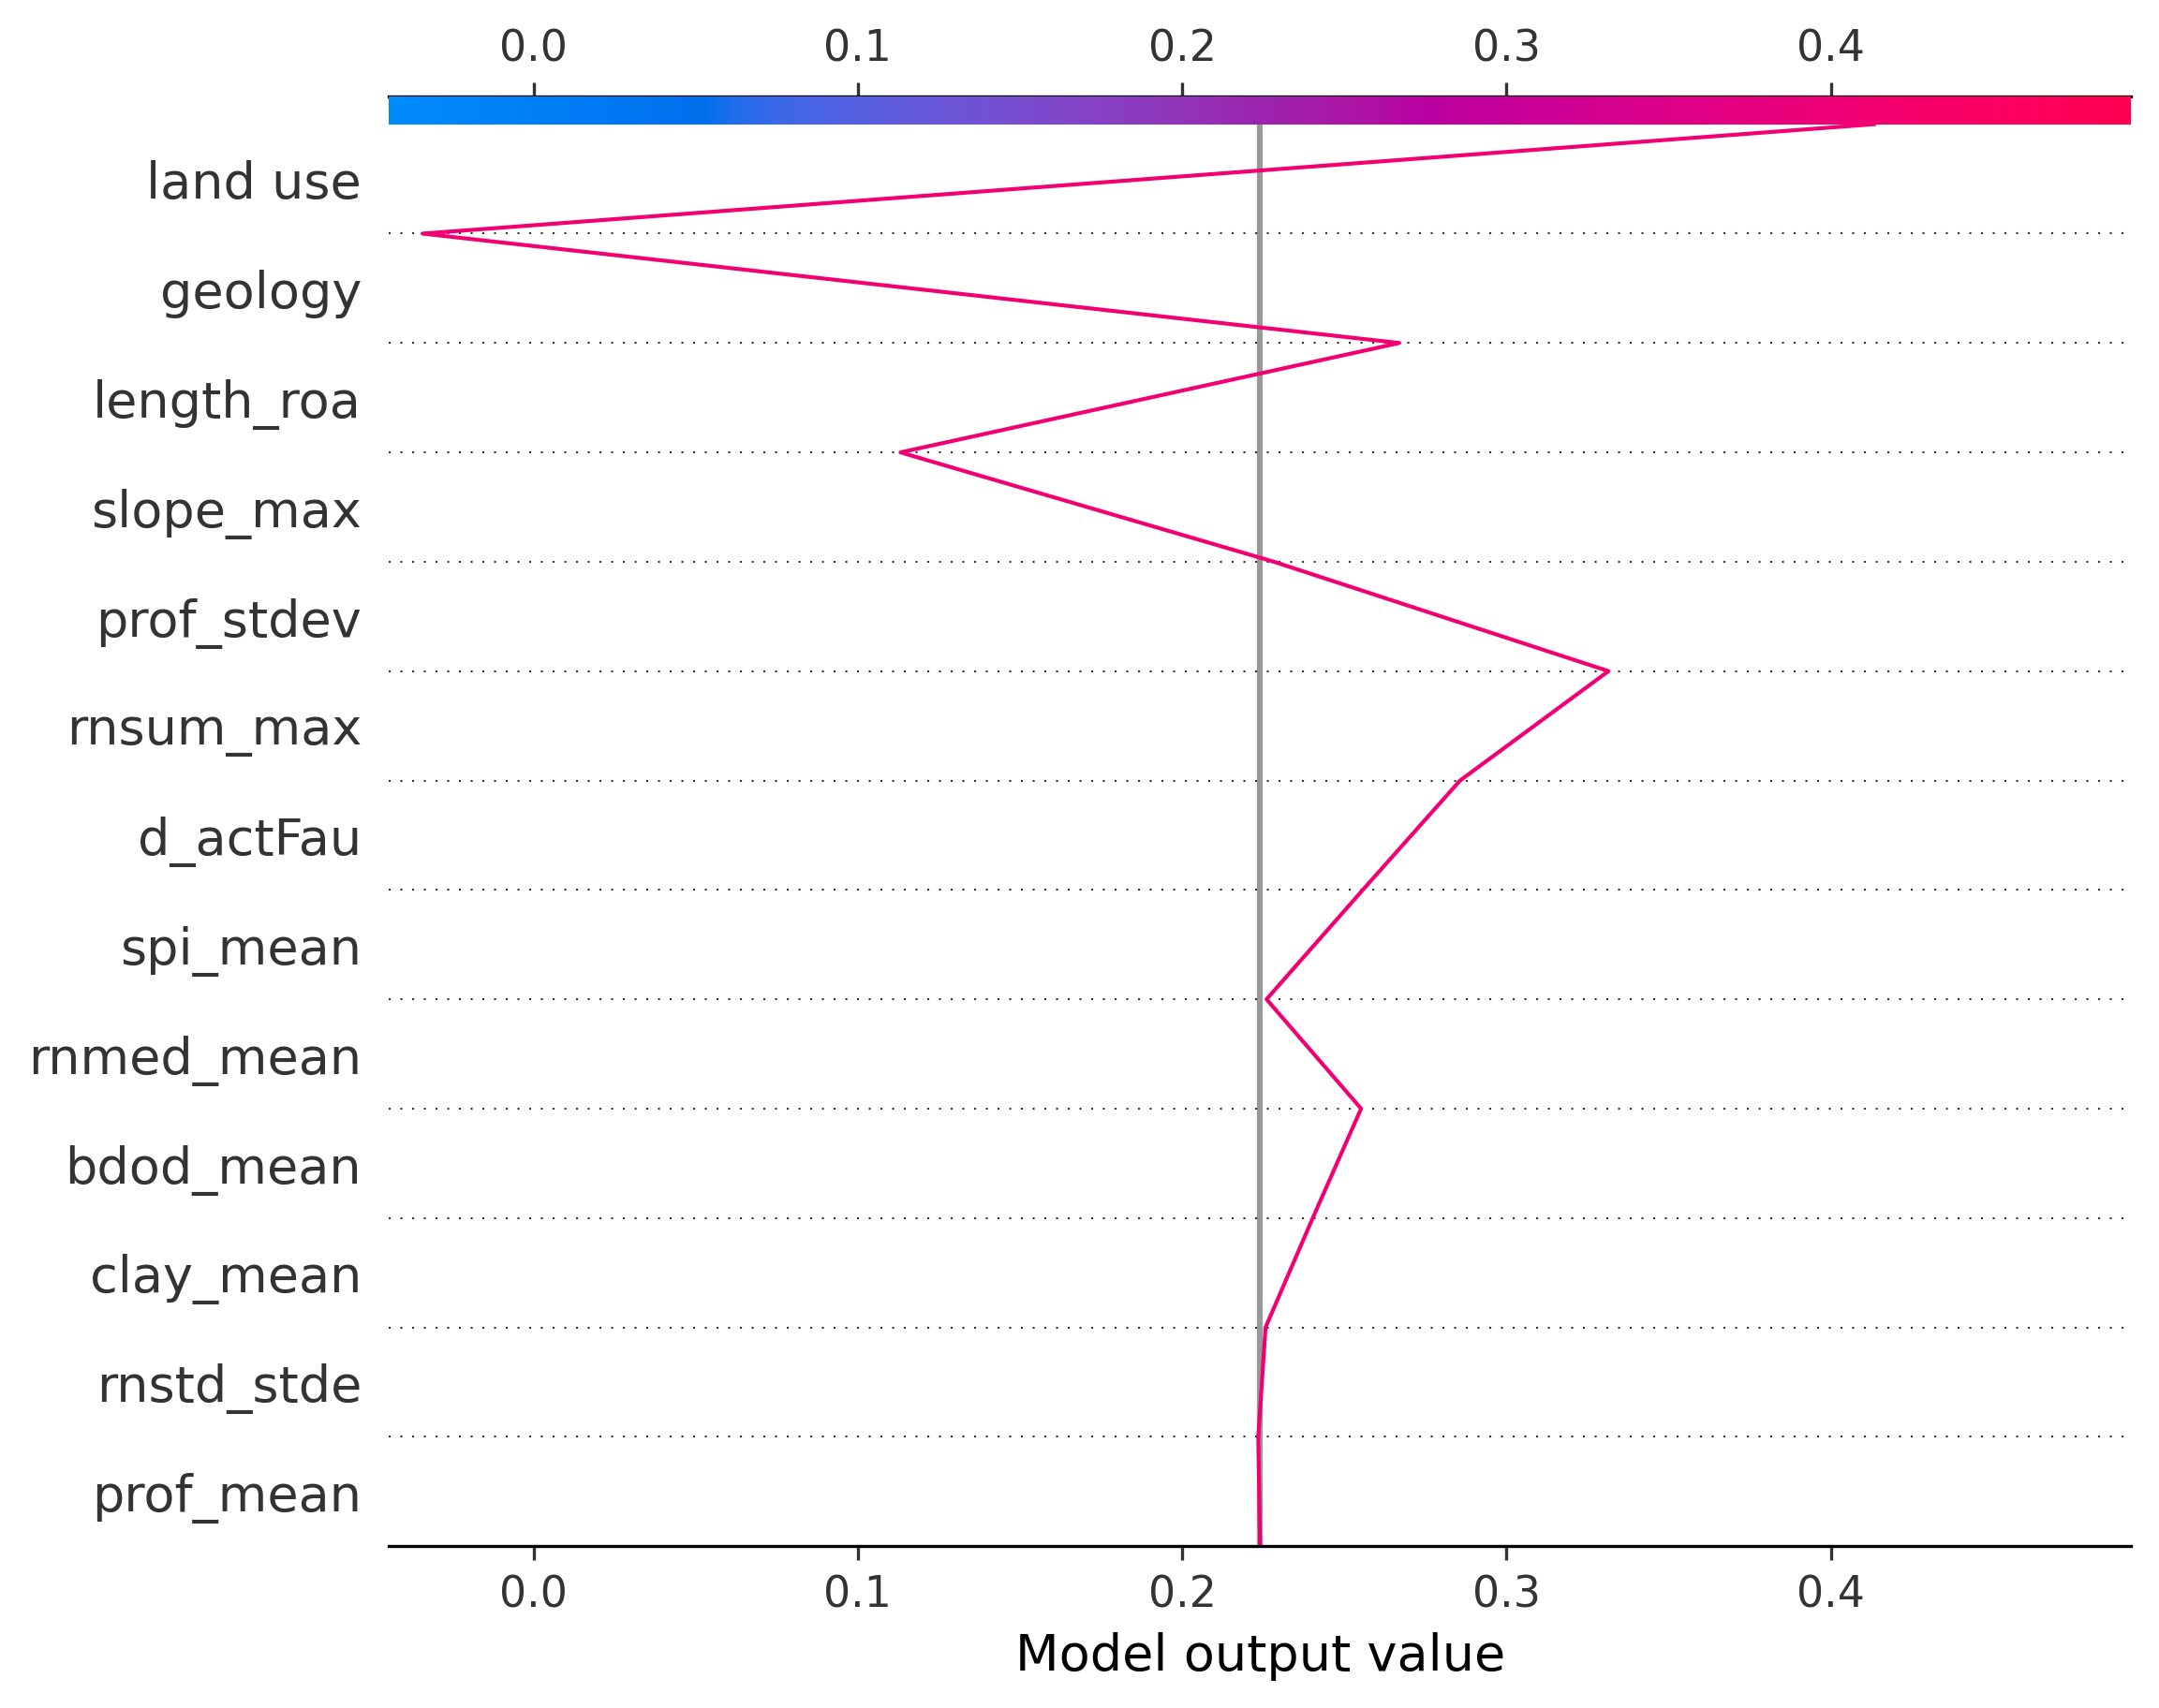 0.0 0.1 0.2 0.3 0.4
land use
geology
length_roa
slope_max
prof_stdev
rnsum_max
d_actFau
spi_mean
rnmed_mean
bdod_mean
clay_mean
rnstd_stde
prof_mean
0.0 0.1 0.2 0.3 0.4
Model output value